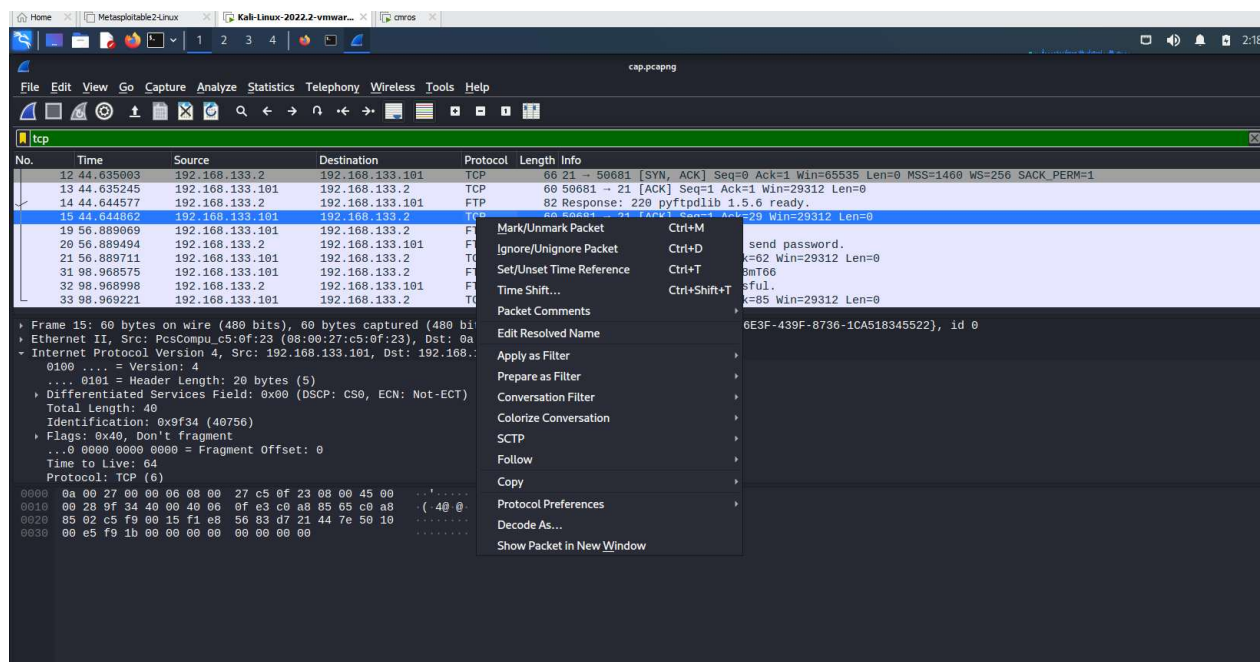 Home Metasploitable2-Linux Kali-Linux-2022.2-vmwar... cmros
1 2 3 4 2:18
cap.pcapng
File Edit View Go Capture Analyze Statistics Telephony Wireless Tools Help
tcp
No. Time Source Destination Protocol Length Info
12 44.635003 192.168.133.2 192.168.133.101 TCP 66 21 → 50681 [SYN, ACK] Seq=0 Ack=1 Win=65535 Len=0 MSS=1460 WS=256 SACK_PERM=1
13 44.635245 192.168.133.101 192.168.133.2 TCP 60 50681 → 21 [ACK] Seq=1 Ack=1 Win=29312 Len=0
14 44.644577 192.168.133.2 192.168.133.101 FTP 82 Response: 220 pyftpdlib 1.5.6 ready.
15 44.644862 192.168.133.101 192.168.133.2 TCP 60 50681 → 21 [ACK] Seq=1 Ack=29 Win=29312 Len=0
19 56.889069 192.168.133.101 192.168.133.2
20 56.889494 192.168.133.2 192.168.133.101 send password.
21 56.889711 192.168.133.101 192.168.133.2 k=62 Win=29312 Len=0
31 98.968575 192.168.133.101 192.168.133.2 8mT66
32 98.968998 192.168.133.2 192.168.133.101 sful.
33 98.969221 192.168.133.101 192.168.133.2 k=85 Win=29312 Len=0
Mark/Unmark Packet Ctrl+M
Ignore/Unignore Packet Ctrl+D
Set/Unset Time Reference Ctrl+T
Time Shift... Ctrl+Shift+T
Packet Comments
Edit Resolved Name
Apply as Filter
Prepare as Filter
Conversation Filter
Colorize Conversation
SCTP
Follow
Copy
Protocol Preferences
Decode As...
Show Packet in New Window
Frame 15: 60 bytes on wire (480 bits), 60 bytes captured (480 bi 6E3F-439F-8736-1CA518345522}, id 0
Ethernet II, Src: PcsCompu_c5:0f:23 (08:00:27:c5:0f:23), Dst: 0a
Internet Protocol Version 4, Src: 192.168.133.101, Dst: 192.168.
0100 .... = Version: 4
.... 0101 = Header Length: 20 bytes (5)
Differentiated Services Field: 0x00 (DSCP: CS0, ECN: Not-ECT)
Total Length: 40
Identification: 0x9f34 (40756)
Flags: 0x40, Don't fragment
...0 0000 0000 0000 = Fragment Offset: 0
Time to Live: 64
Protocol: TCP (6)
0000 0a 00 27 00 00 06 08 00 27 c5 0f 23 08 00 45 00 ··'·····
0010 00 28 9f 34 40 00 40 06 0f e3 c0 a8 85 65 c0 a8 ·(·4@·@·
0020 85 02 c5 f9 00 15 f1 e8 56 83 d7 21 44 7e 50 10 ········
0030 00 e5 f9 1b 00 00 00 00 00 00 00 00 ········